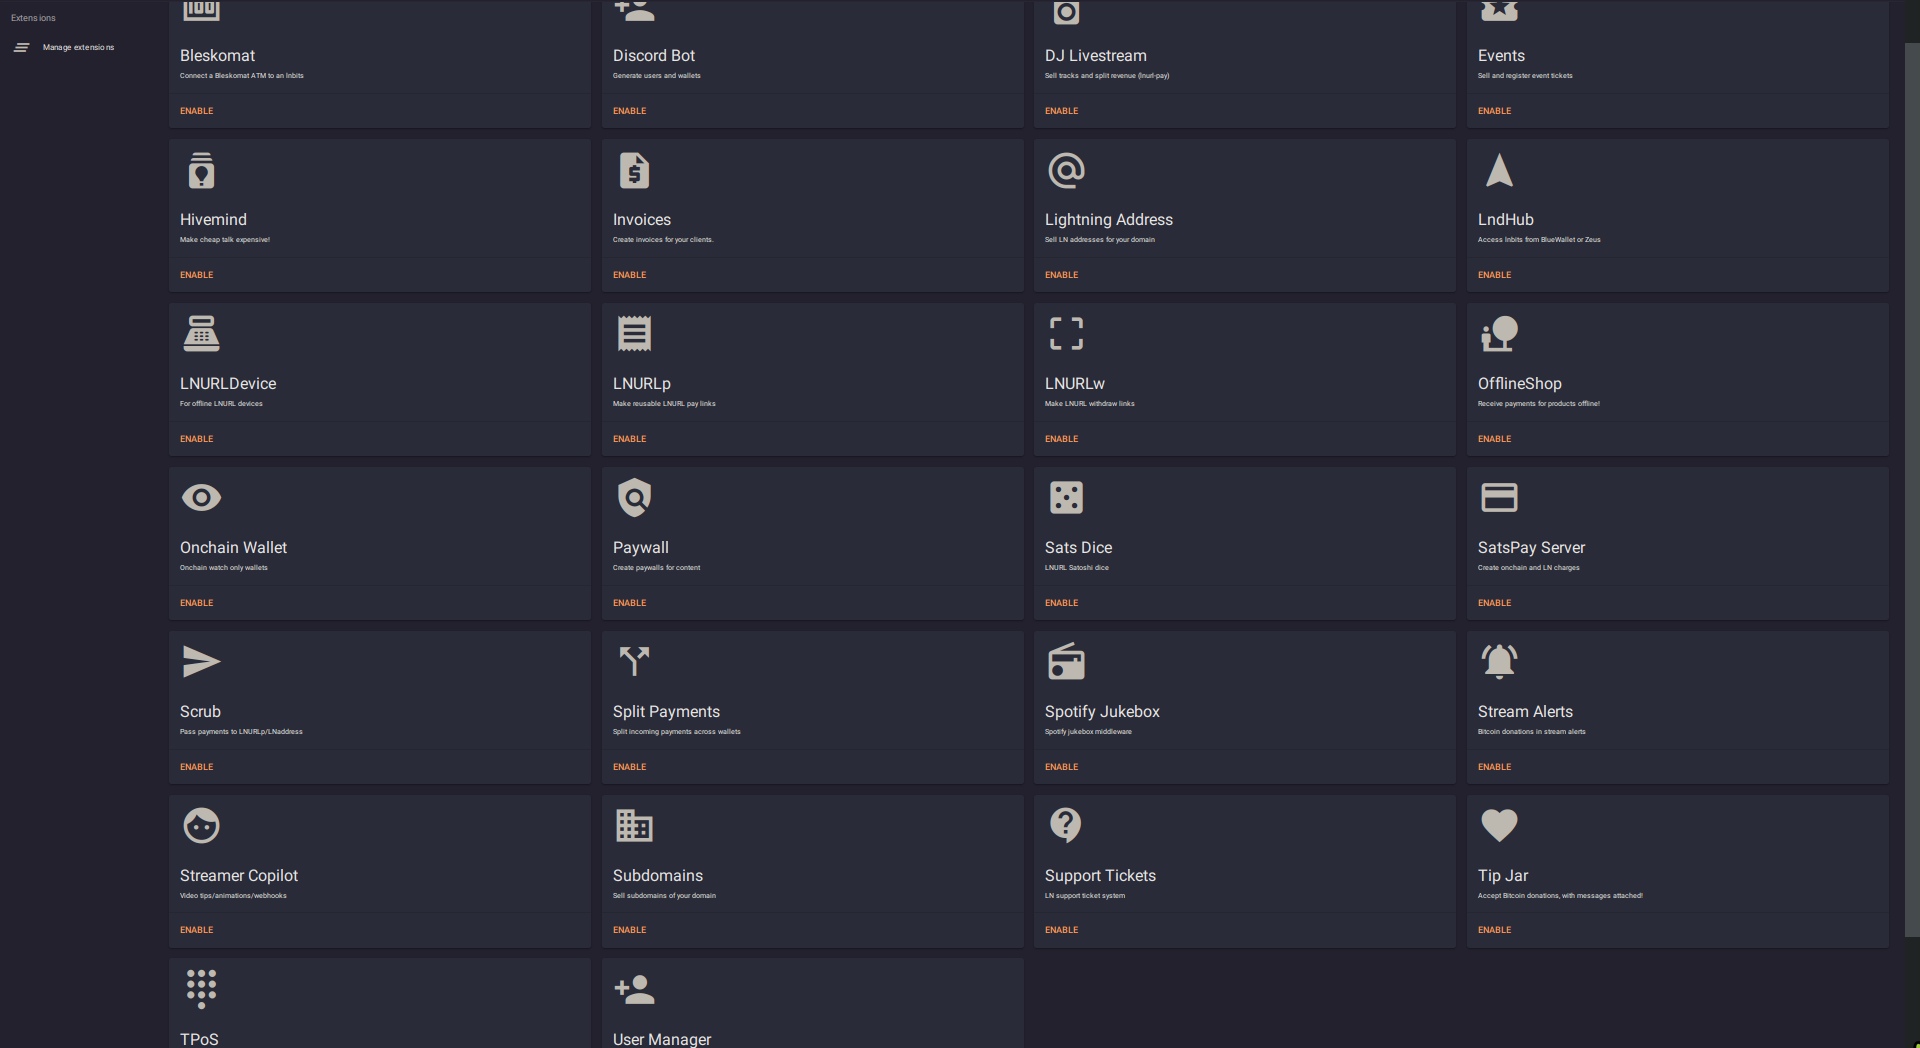 Extensions
Manage extensions
Bleskomat
Connect a Bleskomat ATM to an lnbits
ENABLE
Discord Bot
Generate users and wallets
ENABLE
DJ Livestream
Sell tracks and split revenue (lnurl-pay)
ENABLE
Events
Sell and register event tickets
ENABLE
Hivemind
Make cheap talk expensive!
ENABLE
Invoices
Create invoices for your clients.
ENABLE
Lightning Address
Sell LN addresses for your domain
ENABLE
LndHub
Access lnbits from BlueWallet or Zeus
ENABLE
LNURLDevice
For offline LNURL devices
ENABLE
LNURLp
Make reusable LNURL pay links
ENABLE
LNURLw
Make LNURL withdraw links
ENABLE
OfflineShop
Receive payments for products offline!
ENABLE
Onchain Wallet
Onchain watch only wallets
ENABLE
Paywall
Create paywalls for content
ENABLE
Sats Dice
LNURL Satoshi dice
ENABLE
SatsPay Server
Create onchain and LN charges
ENABLE
Scrub
Pass payments to LNURLp/LNaddress
ENABLE
Split Payments
Split incoming payments across wallets
ENABLE
Spotify Jukebox
Spotify jukebox middleware
ENABLE
Stream Alerts
Bitcoin donations in stream alerts
ENABLE
Streamer Copilot
Video tips/animations/webhooks
ENABLE
Subdomains
Sell subdomains of your domain
ENABLE
Support Tickets
LN support ticket system
ENABLE
Tip Jar
Accept Bitcoin donations, with messages attached!
ENABLE
TPoS
User Manager